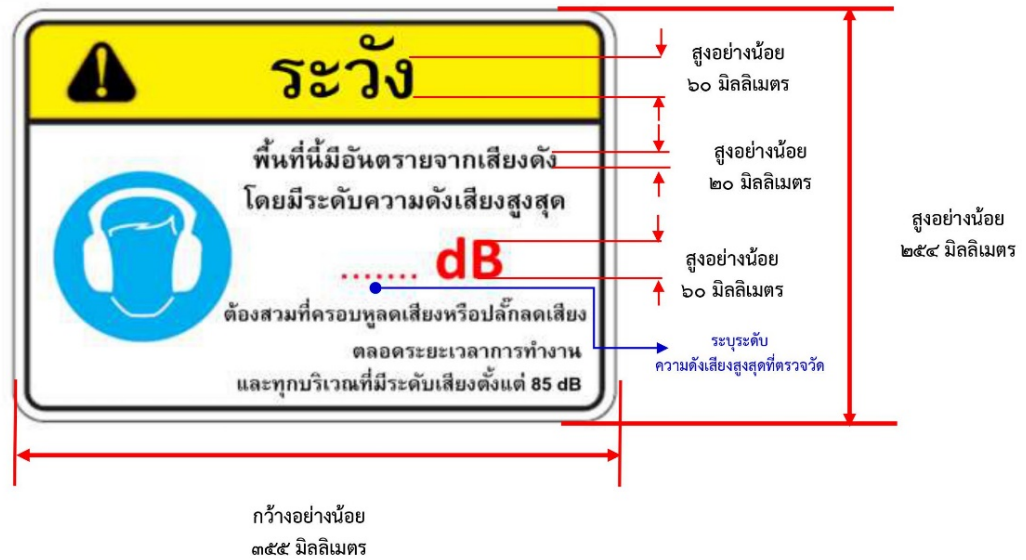 ระวัง
พื้นที่นี้มีอันตรายจากเสียงดัง
โดยมีระดับความดังเสียงสูงสุด
....... dB
ต้องสวมที่ครอบหูลดเสียงหรือปลั๊กลดเสียง
ตลอดระยะเวลาการทำงาน
และทุกบริเวณที่มีระดับเสียงตั้งแต่ 85 dB
สูงอย่างน้อย
๖๐ มิลลิเมตร
สูงอย่างน้อย
๒๐ มิลลิเมตร
สูงอย่างน้อย
๖๐ มิลลิเมตร
ระบุระดับ
ความดังเสียงสูงสุดที่ตรวจวัด
สูงอย่างน้อย
๒๕๔ มิลลิเมตร
กว้างอย่างน้อย
๓๕๕ มิลลิเมตร